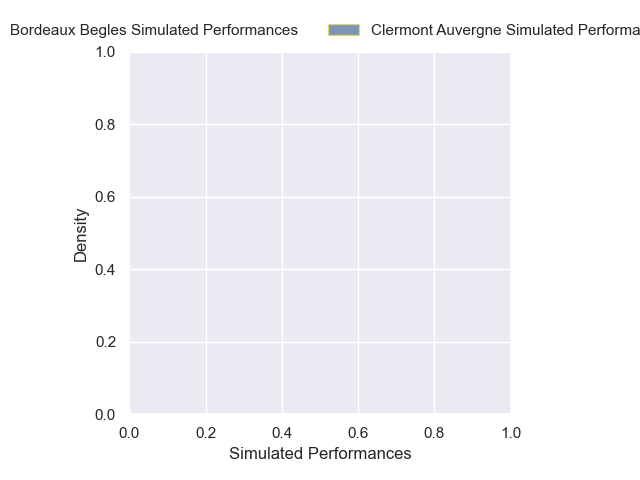 Bordeaux Begles Simulated Performances
Clermont Auvergne Simulated Performa
1.0
0.8
0.6
0.4
0.2
0.0
Density
0.0 0.2 0.4 0.6 0.8 1.0
Simulated Performances